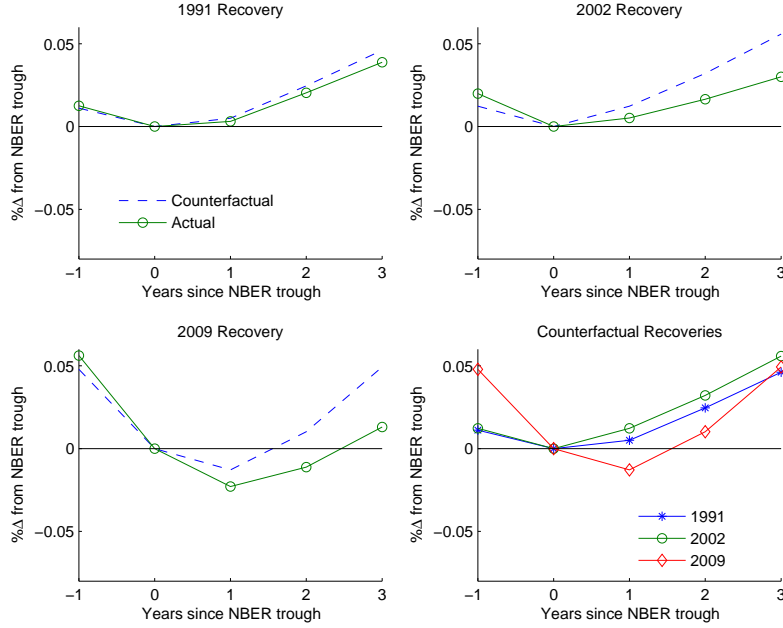 1991 Recovery
%Δ from NBER trough
0.05
0
−0.05
Counterfactual
Actual
−1 0 1 2 3
Years since NBER trough
2002 Recovery
%Δ from NBER trough
0.05
0
−0.05
−1 0 1 2 3
Years since NBER trough
2009 Recovery
%Δ from NBER trough
0.05
0
−0.05
−1 0 1 2 3
Years since NBER trough
Counterfactual Recoveries
%Δ from NBER trough
0.05
0
−0.05
1991
2002
2009
−1 0 1 2 3
Years since NBER trough